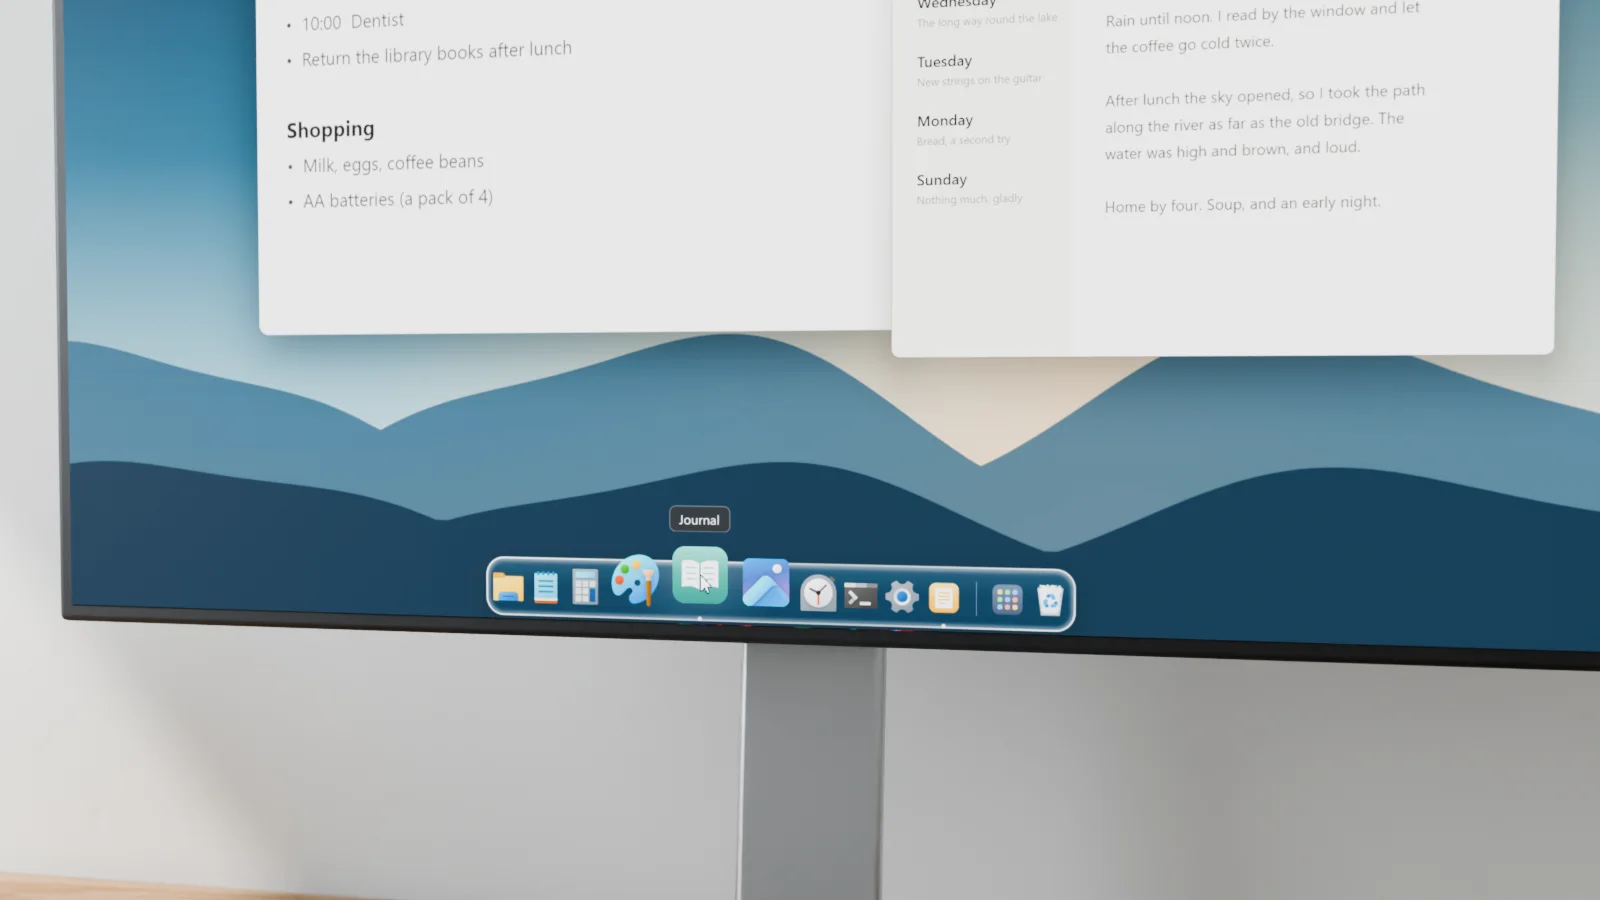 10:00 Dentist
Return the library books after lunch
Shopping
Milk, eggs, coffee beans
AA batteries (a pack of 4)
Wednesday
The long way round the lake
Tuesday
New strings on the guitar
Monday
Bread, a second try
Sunday
Nothing much, gladly
Rain until noon. I read by the window and let
the coffee go cold twice.
After lunch the sky opened, so I took the path
along the river as far as the old bridge. The
water was high and brown, and loud.
Home by four. Soup, and an early night.
Journal